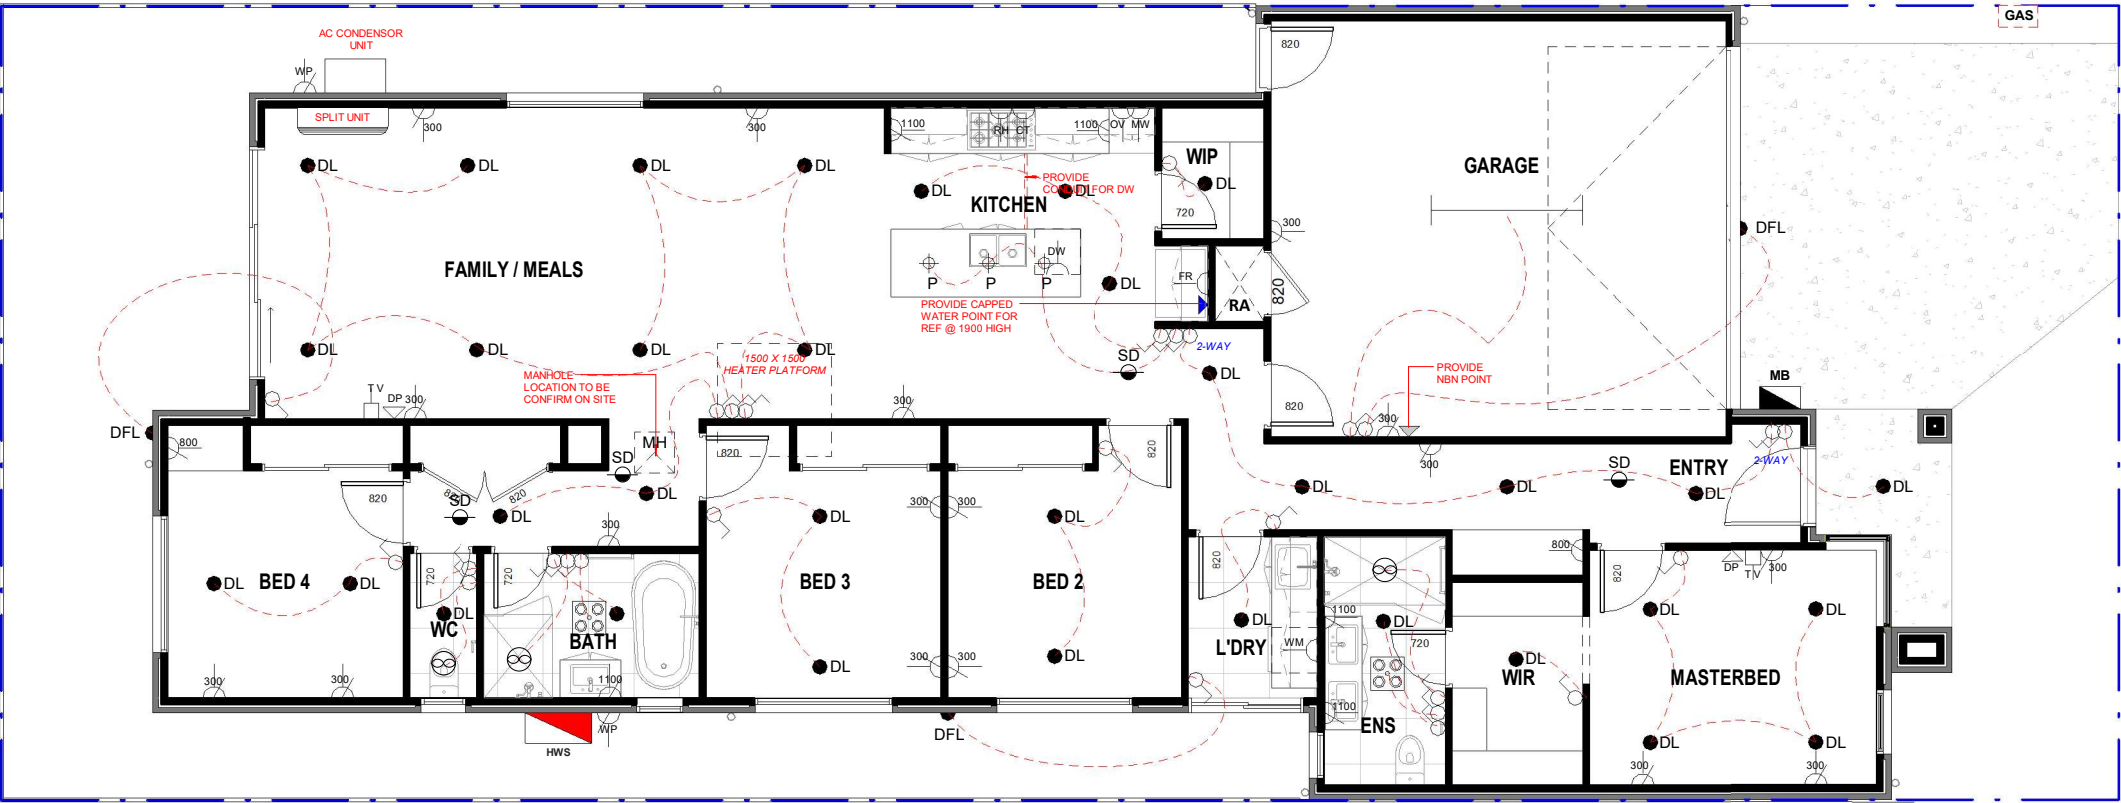 GAS
AC CONDENSOR
UNIT
WP
820
SPLIT UNIT
300
300
1100
RH
CT
1100
OV
MW
WIP
GARAGE
DL
DL
DL
DL
DL
DL
DL
PROVIDE
FOR DW
KITCHEN
720
300
DFL
FAMILY / MEALS
DW
P
P
P
DL
FR
RA
820
PROVIDE CAPPED
WATER POINT FOR
REF @ 1900 HIGH
2-WAY
DL
DL
DL
DL
1500 X 1500
HEATER PLATFORM
SD
DL
MANHOLE
LOCATION TO BE
CONFIRM ON SITE
PROVIDE
NBN POINT
MB
TV
DP
300
300
820
300
DFL
800
MH
820
820
300
2-WAY
SD
SD
ENTRY
820
820
820
SD
DL
DL
DL
DL
DL
DL
300
300
300
DL
DL
300
800
DP
TV
300
820
820
720
720
BED 4
DL
DL
BED 3
BED 2
DL
WC
BATH
DL
L'DRY
WM
1100
DL
720
DL
DL
MASTERBED
WIR
DL
300
300
300
300
DL
DL
300
300
1100
1100
ENS
DL
DL
300
300
HWS
WP
DFL